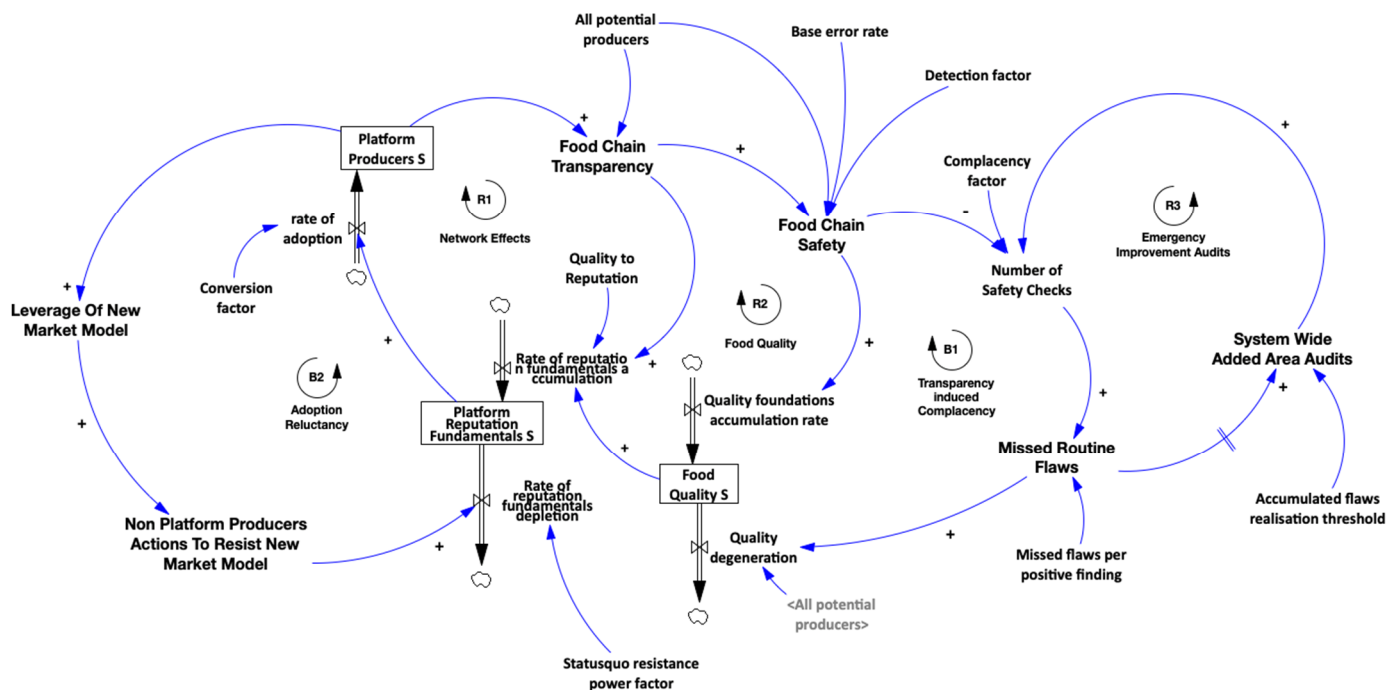 All potential
producers
Base error rate
Detection factor
+
+
Platform
Producers S
Food Chain
Transparency
+
Complacency
factor
R1
Network Effects
rate of
adoption
-
R3
Emergency
Improvement Audits
Food Chain
Safety
Quality to
Reputation
Number of
Safety Checks
Conversion
factor
+
Leverage Of New
Market Model
R2
Food Quality
+
+
B1
Transparency
induced
Complacency
System Wide
Added Area Audits
+
Rate of reputatio
n fundamentals a
ccumulation
+
B2
Adoption
Reluctancy
Quality foundations
accumulation rate
+
+
Platform
Reputation
Fundamentals S
+
Missed Routine
Flaws
Food
Quality S
Rate of
reputation
fundamentals
depletion
Accumulated flaws
realisation threshold
Non Platform Producers
Actions To Resist New
Market Model
+
Quality
degeneration
+
Missed flaws per
positive finding
<All potential
producers>
Statusquo resistance
power factor